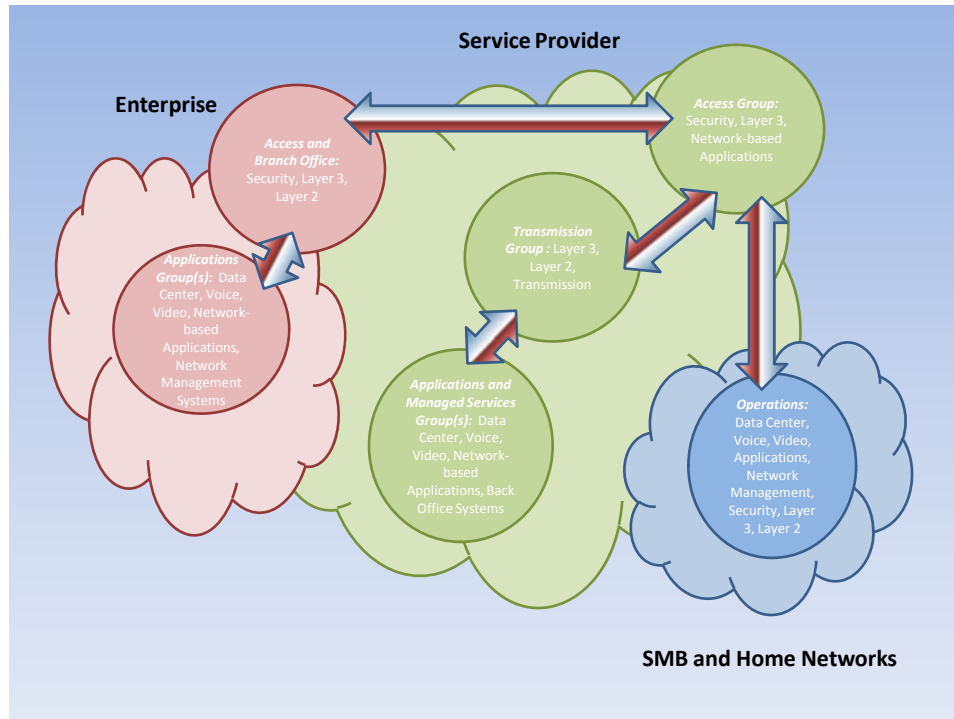 Service Provider
Enterprise
Access Group:
Security, Layer 3,
Network-based
Applications
Access and
Branch Office:
Security, Layer 3,
Layer 2
Transmission
Group : Layer 3,
Layer 2,
Transmission
Applications
Group(s): Data
Center, Voice,
Video, Network-
based
Applications,
Network
Management
Systems
Applications and
Managed Services
Group(s): Data
Center, Voice,
Video, Network-
based
Applications, Back
Office Systems
Operations:
Data Center,
Voice, Video,
Applications,
Network
Management,
Security, Layer
3, Layer 2
SMB and Home Networks